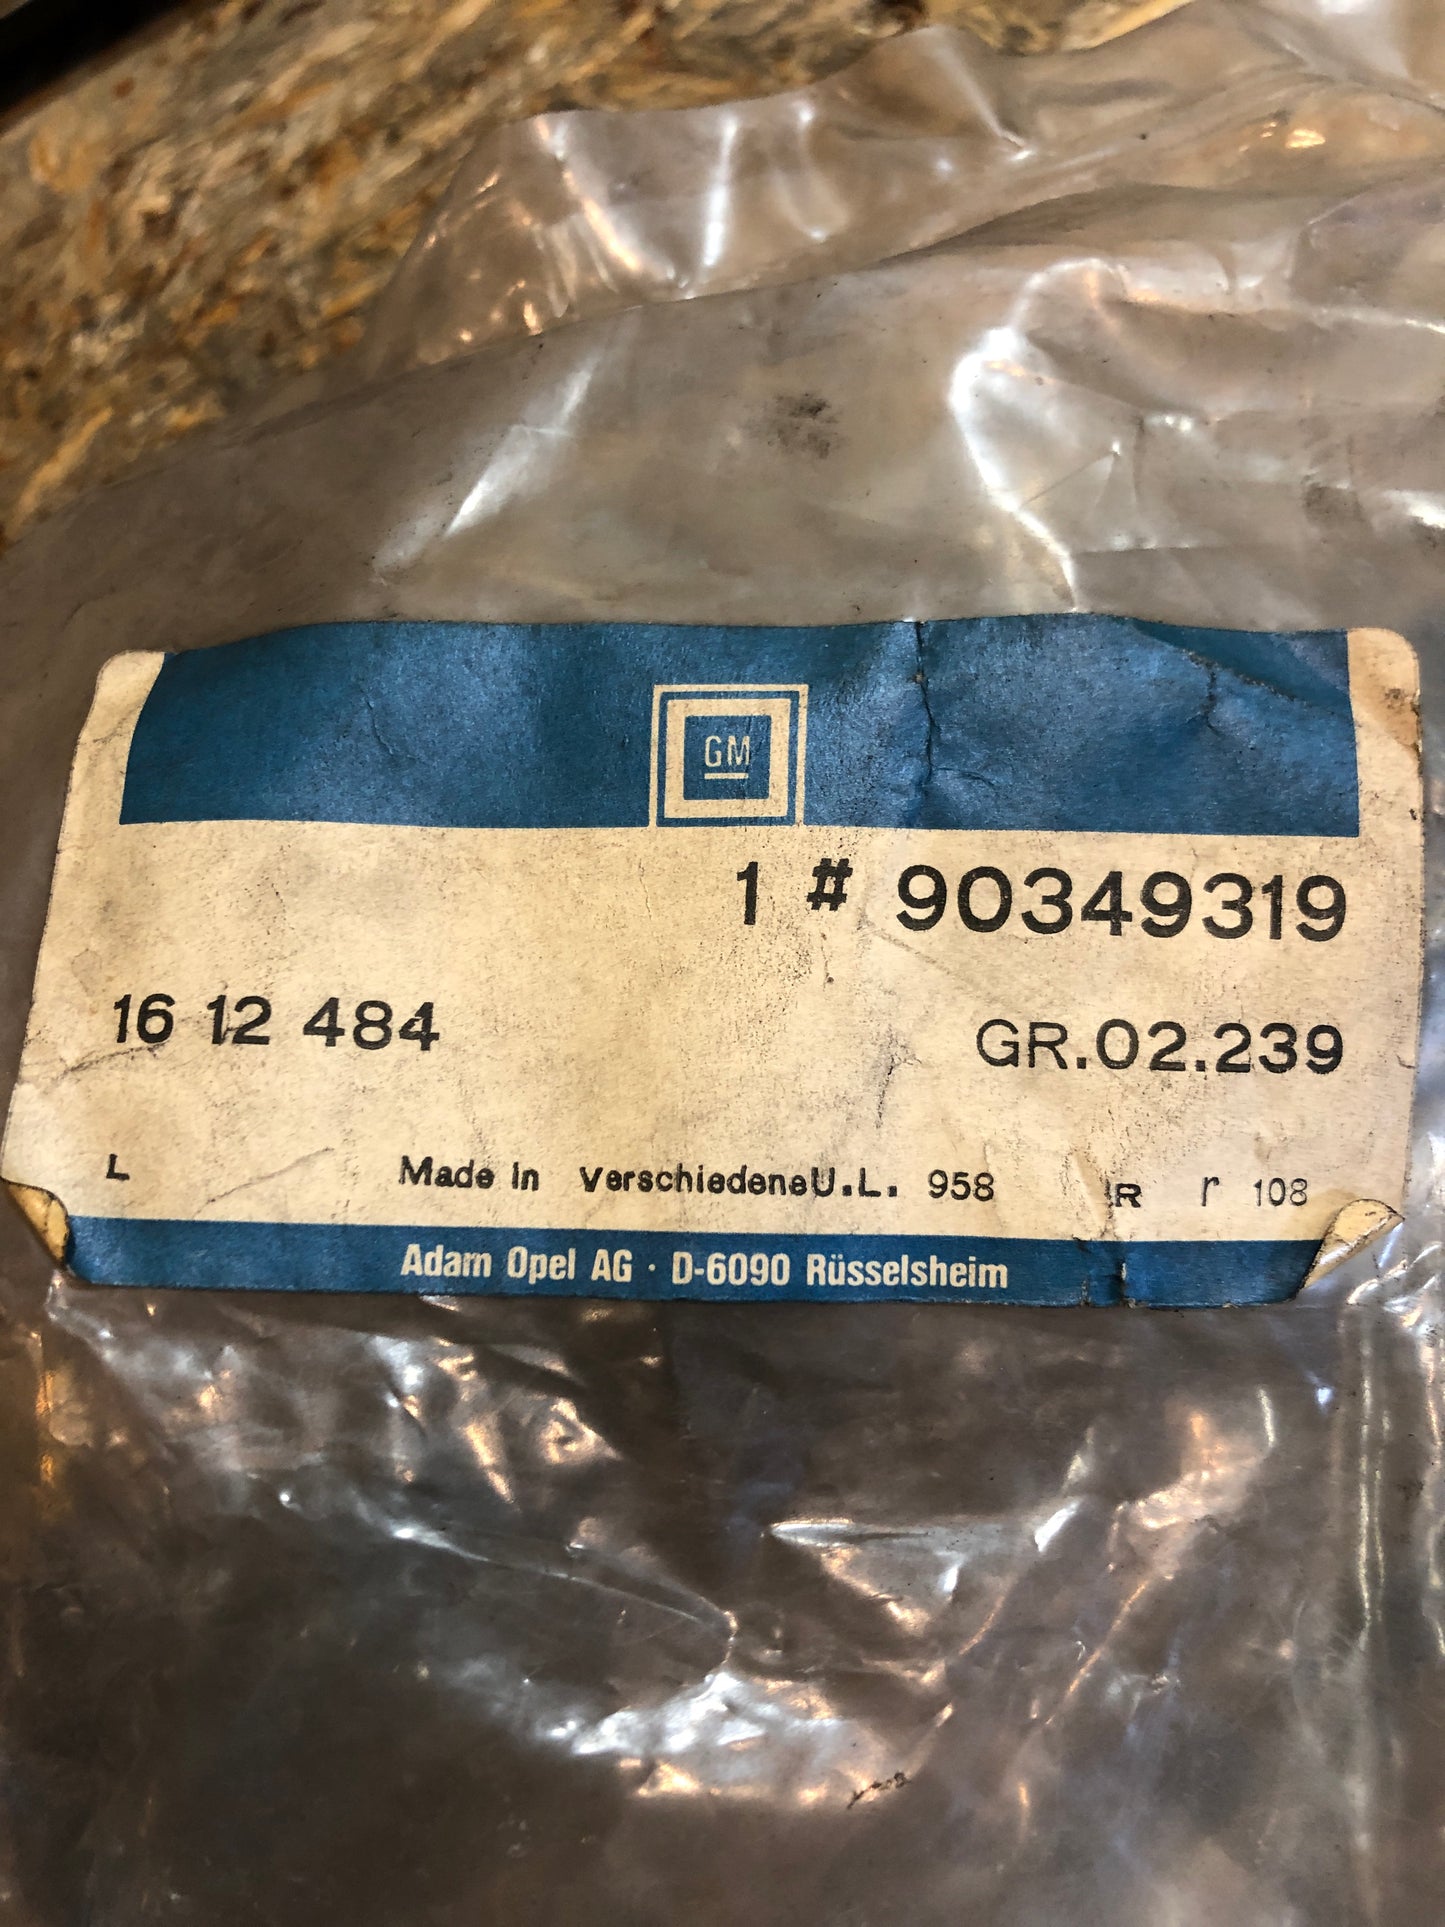 GM
1 # 90349319
16 12 484 GR.02.239
L Made in VerschiedeneU.L. 958 R r 108
Adam Opel AG · D-6090 Rüsselsheim